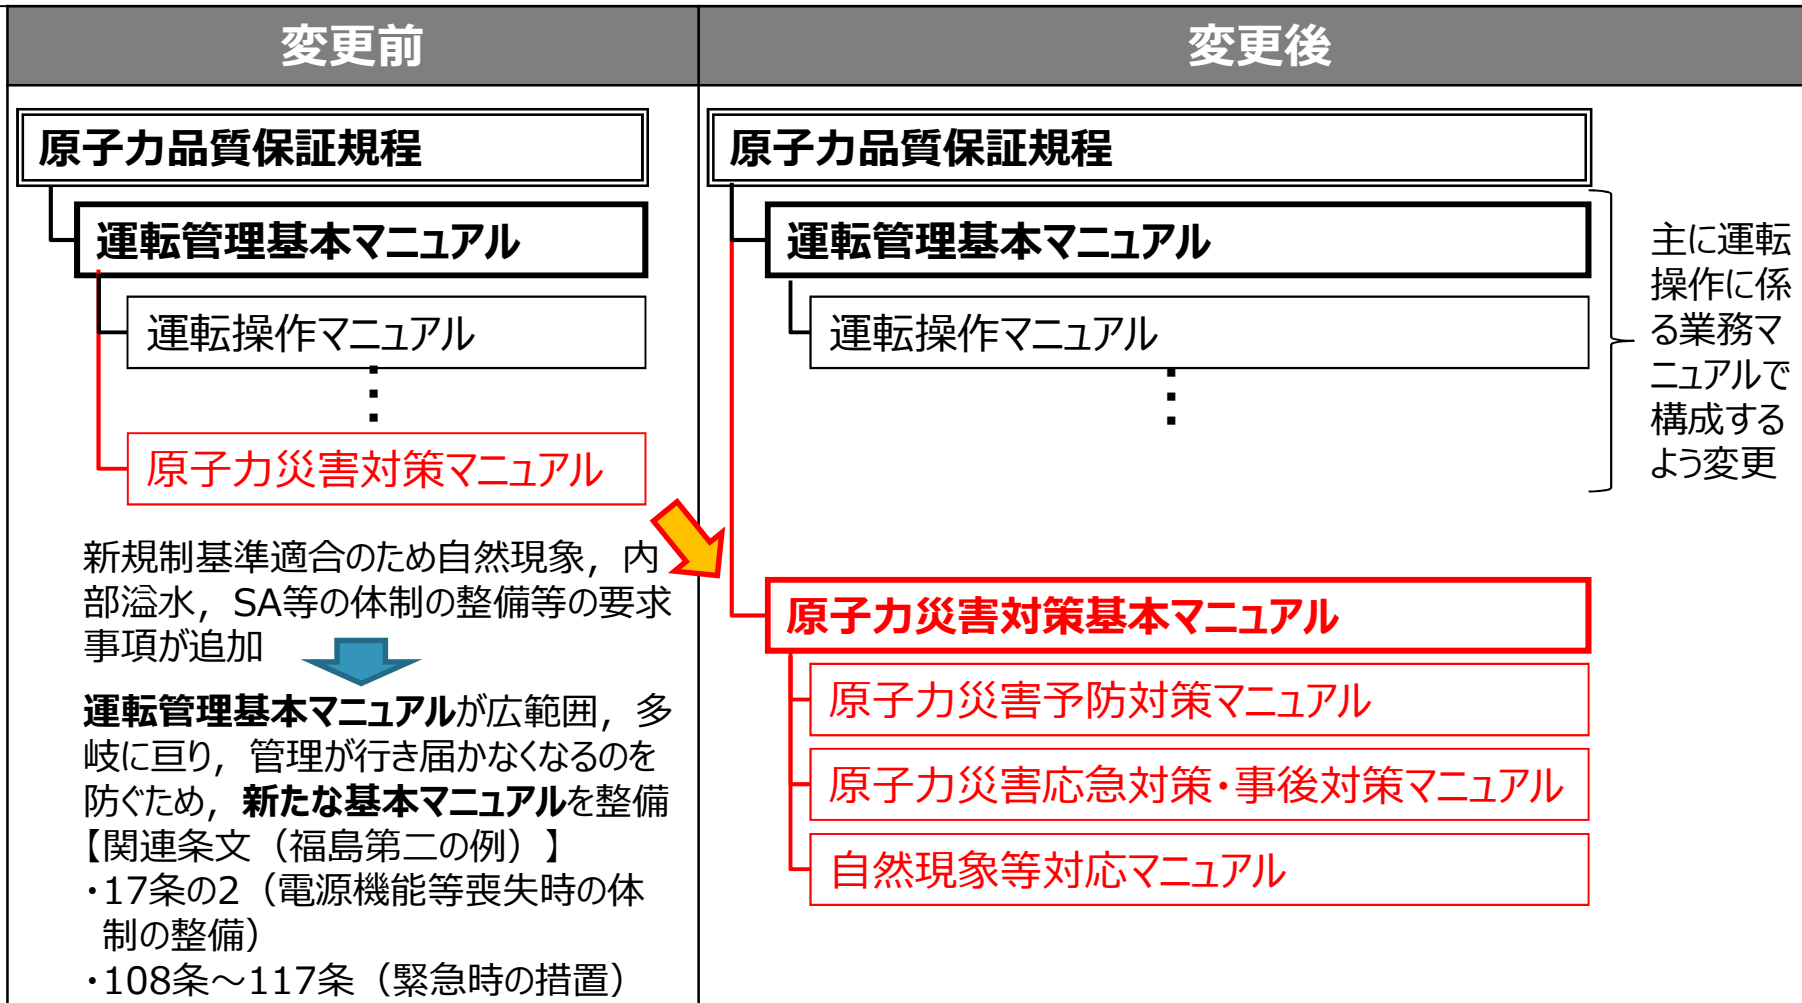 変更前
原子力品質保証規程
運転管理基本マニュアル
運転操作マニュアル
原子力災害対策マニュアル
新規制基準適合のため自然現象，内
部溢水，SA等の体制の整備等の要求
事項が追加
運転管理基本マニュアルが広範囲，多
岐に亘り，管理が行き届かなくなるのを
防ぐため，新たな基本マニュアルを整備
【関連条文（福島第二の例）】
・17条の2（電源機能等喪失時の体
制の整備）
・108条～117条（緊急時の措置）
変更後
原子力品質保証規程
運転管理基本マニュアル
運転操作マニュアル
主に運転
操作に係
る業務マ
ニュアルで
構成する
よう変更
原子力災害対策基本マニュアル
原子力災害予防対策マニュアル
原子力災害応急対策・事後対策マニュアル
自然現象等対応マニュアル